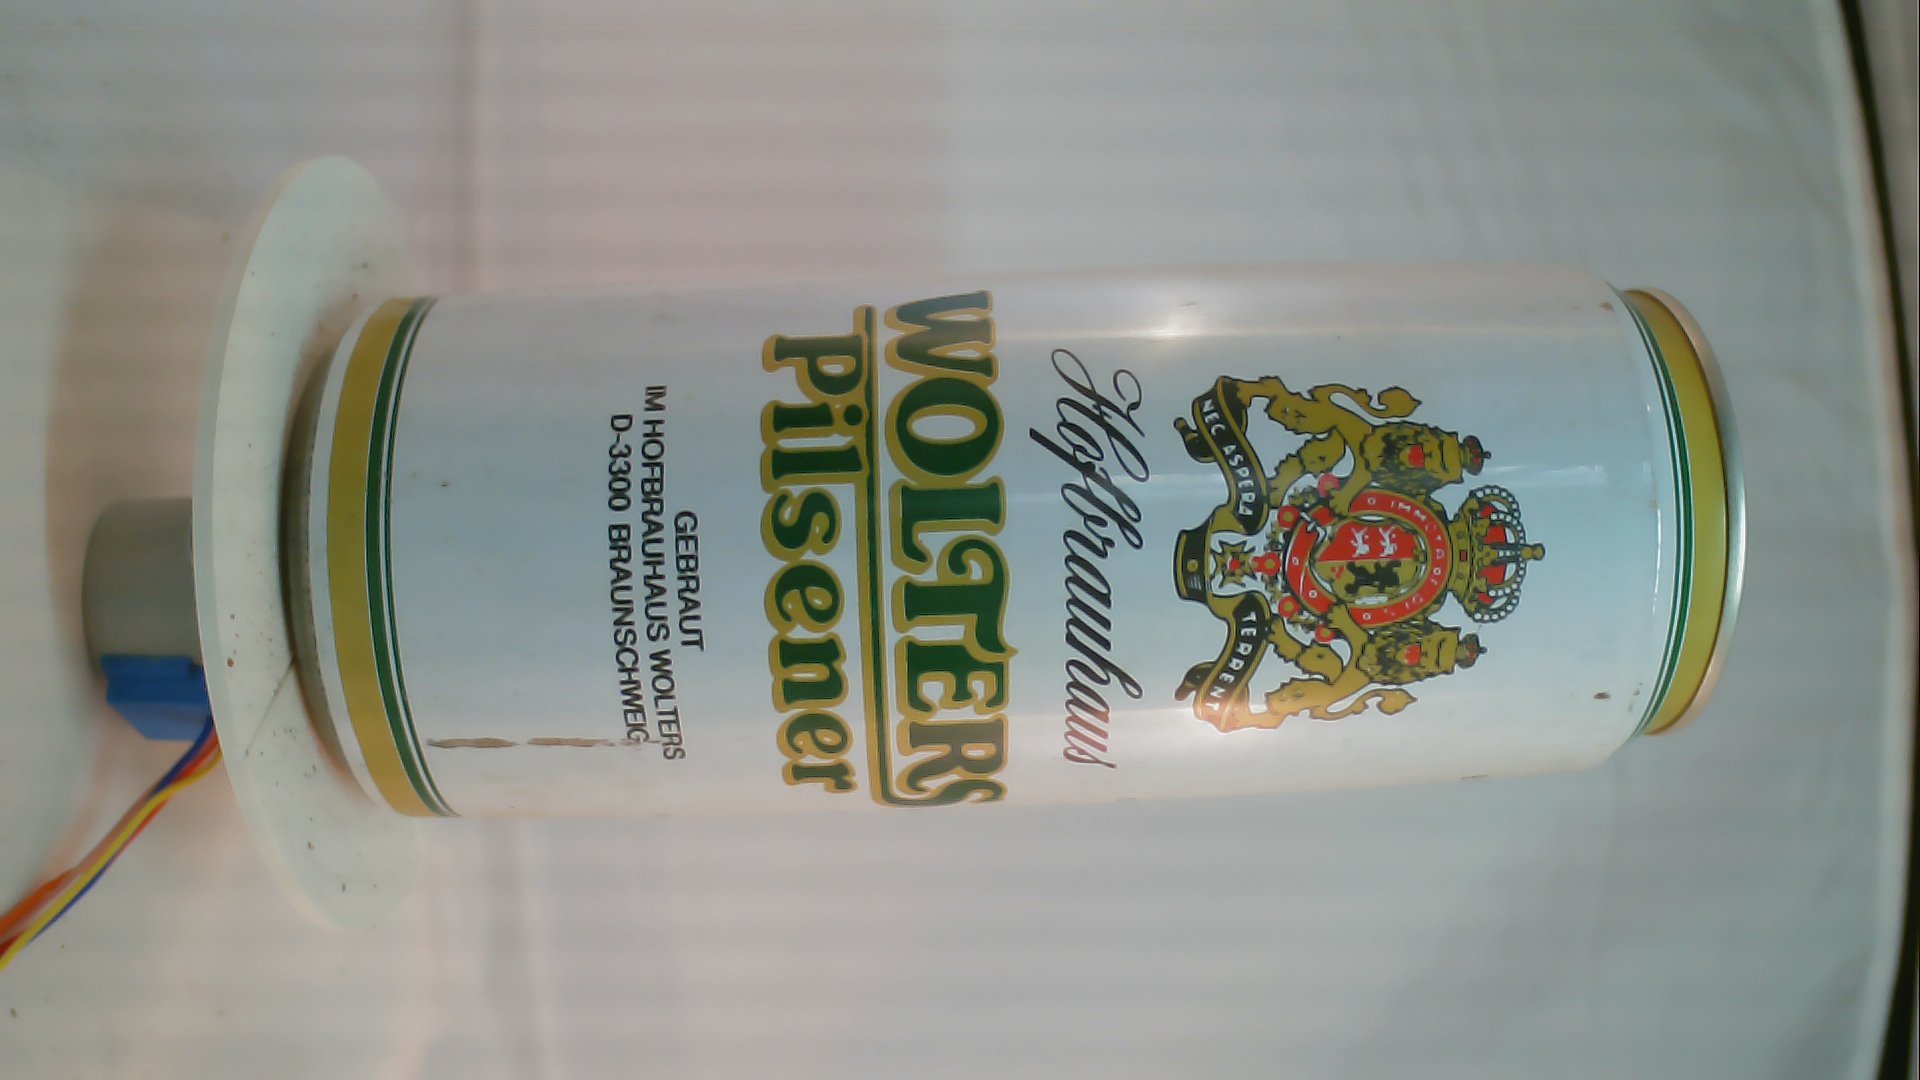 NEC ASPERA TERRENT
Hofbrauhaus
WOLTERS
Pilsener
GEBRAUT
IM HOFBRAUHAUS WOLTERS
D-3300 BRAUNSCHWEIG